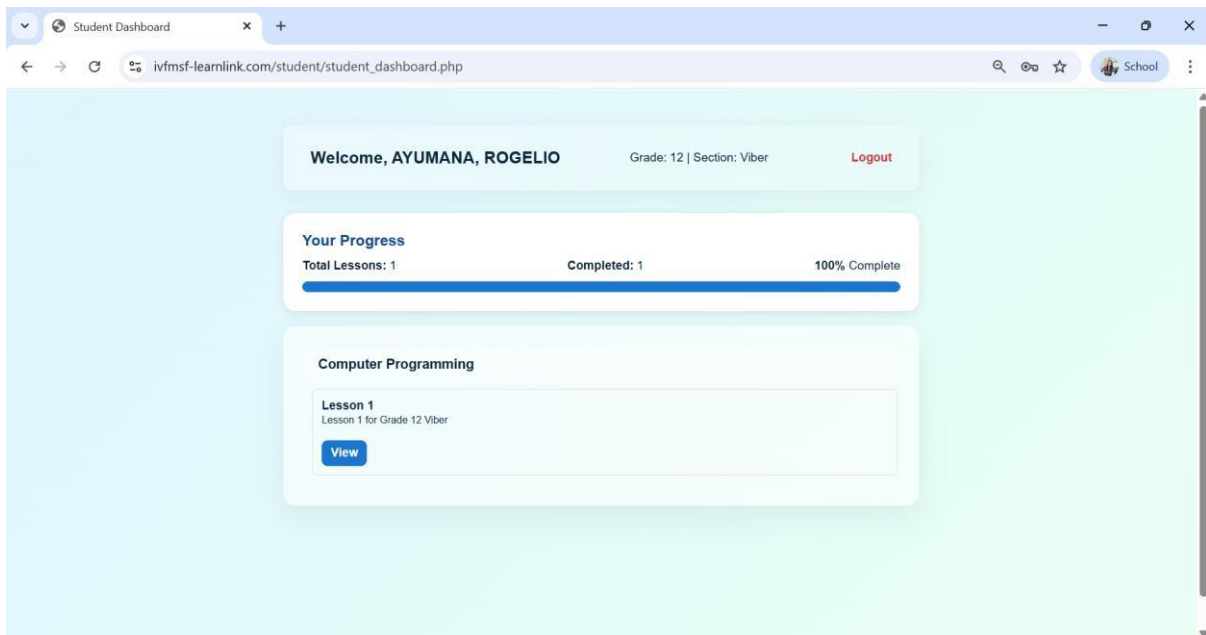 Student Dashboard
ivfmsf-learnlink.com/student/student_dashboard.php
School
Welcome, AYUMANA, ROGELIO
Grade: 12 | Section: Viber
Logout
Your Progress
Total Lessons: 1
Completed: 1
100% Complete
Computer Programming
Lesson 1
Lesson 1 for Grade 12 Viber
View